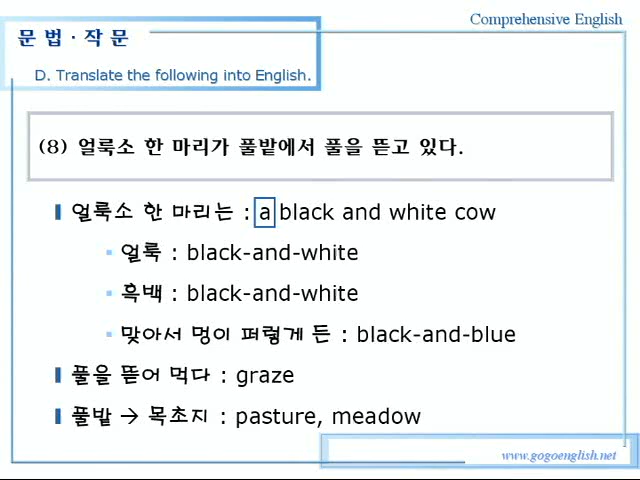 Comprehensive English
문 법 · 작 문
D. Translate the following into English.
(8) 얼룩소 한 마리가 풀밭에서 풀을 뜯고 있다.
얼룩소 한 마리는 : a black and white cow
얼룩 : black-and-white
흑백 : black-and-white
맞아서 멍이 퍼렇게 든 : black-and-blue
풀을 뜯어 먹다 : graze
풀밭 → 목초지 : pasture, meadow
www.gogoenglish.net